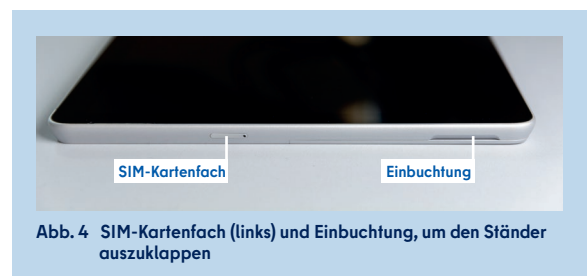 SIM-Kartenfach
Einbuchtung
Abb. 4 SIM-Kartenfach (links) und Einbuchtung, um den Ständer
auszuklappen